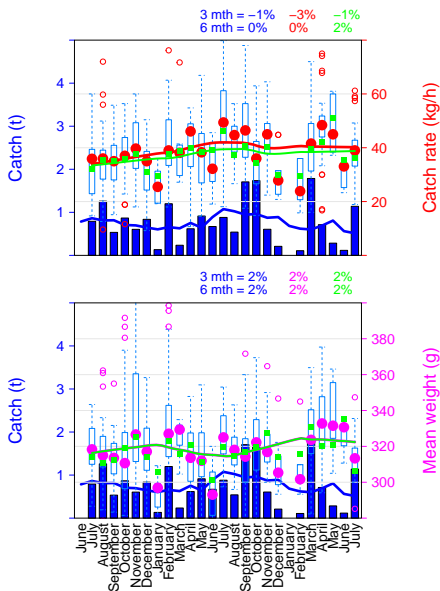 3 mth = −1% −3% −1%
6 mth = 0% 0% 2%
Catch (t)
1
2
3
4
20
40
60
Catch rate (kg/h)
3 mth = 2% 2% 2%
6 mth = 2% 2% 2%
Catch (t)
1
2
3
4
300
320
340
360
380
Mean weight (g)
June
July
August
September
October
November
December
January
February
March
April
May
June
July
August
September
October
November
December
January
February
March
April
May
June
July